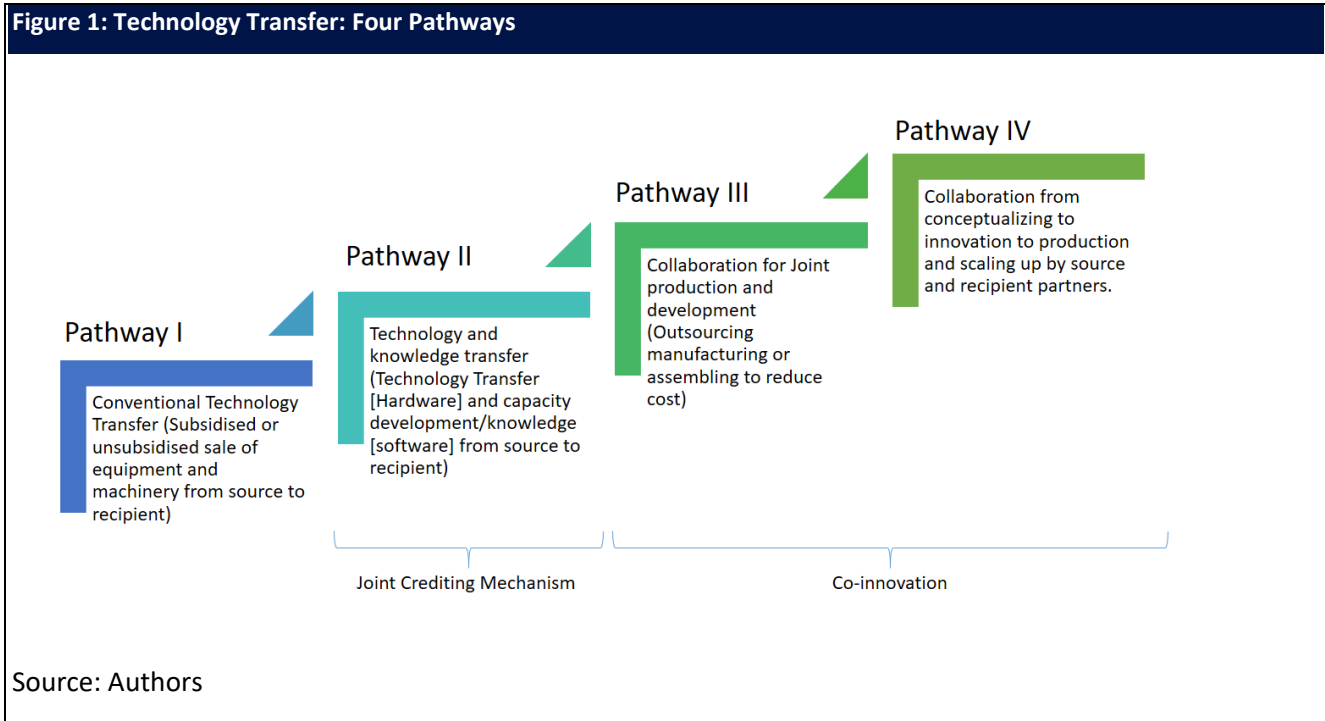 Figure 1: Technology Transfer: Four Pathways
Pathway I
Conventional Technology
Transfer (Subsidised or
unsubsidised sale of
equipment and
machinery from source to
recipient)
Pathway II
Technology and
knowledge transfer
(Technology Transfer
[Hardware] and capacity
development/knowledge
[software] from source to
recipient)
Pathway III
Collaboration for Joint
production and
development
(Outsourcing
manufacturing or
assembling to reduce
cost)
Pathway IV
Collaboration from
conceptualizing to
innovation to production
and scaling up by source
and recipient partners.
Joint Crediting Mechanism
Co-innovation
Source: Authors